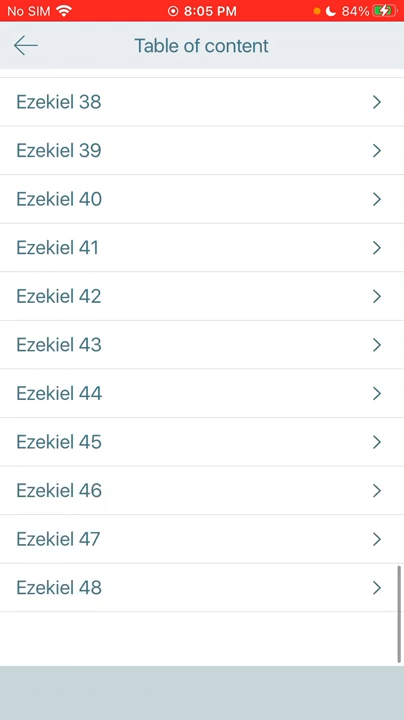 No SIM 8:05 PM 84%
Table of content
Ezekiel 38
Ezekiel 39
Ezekiel 40
Ezekiel 41
Ezekiel 42
Ezekiel 43
Ezekiel 44
Ezekiel 45
Ezekiel 46
Ezekiel 47
Ezekiel 48